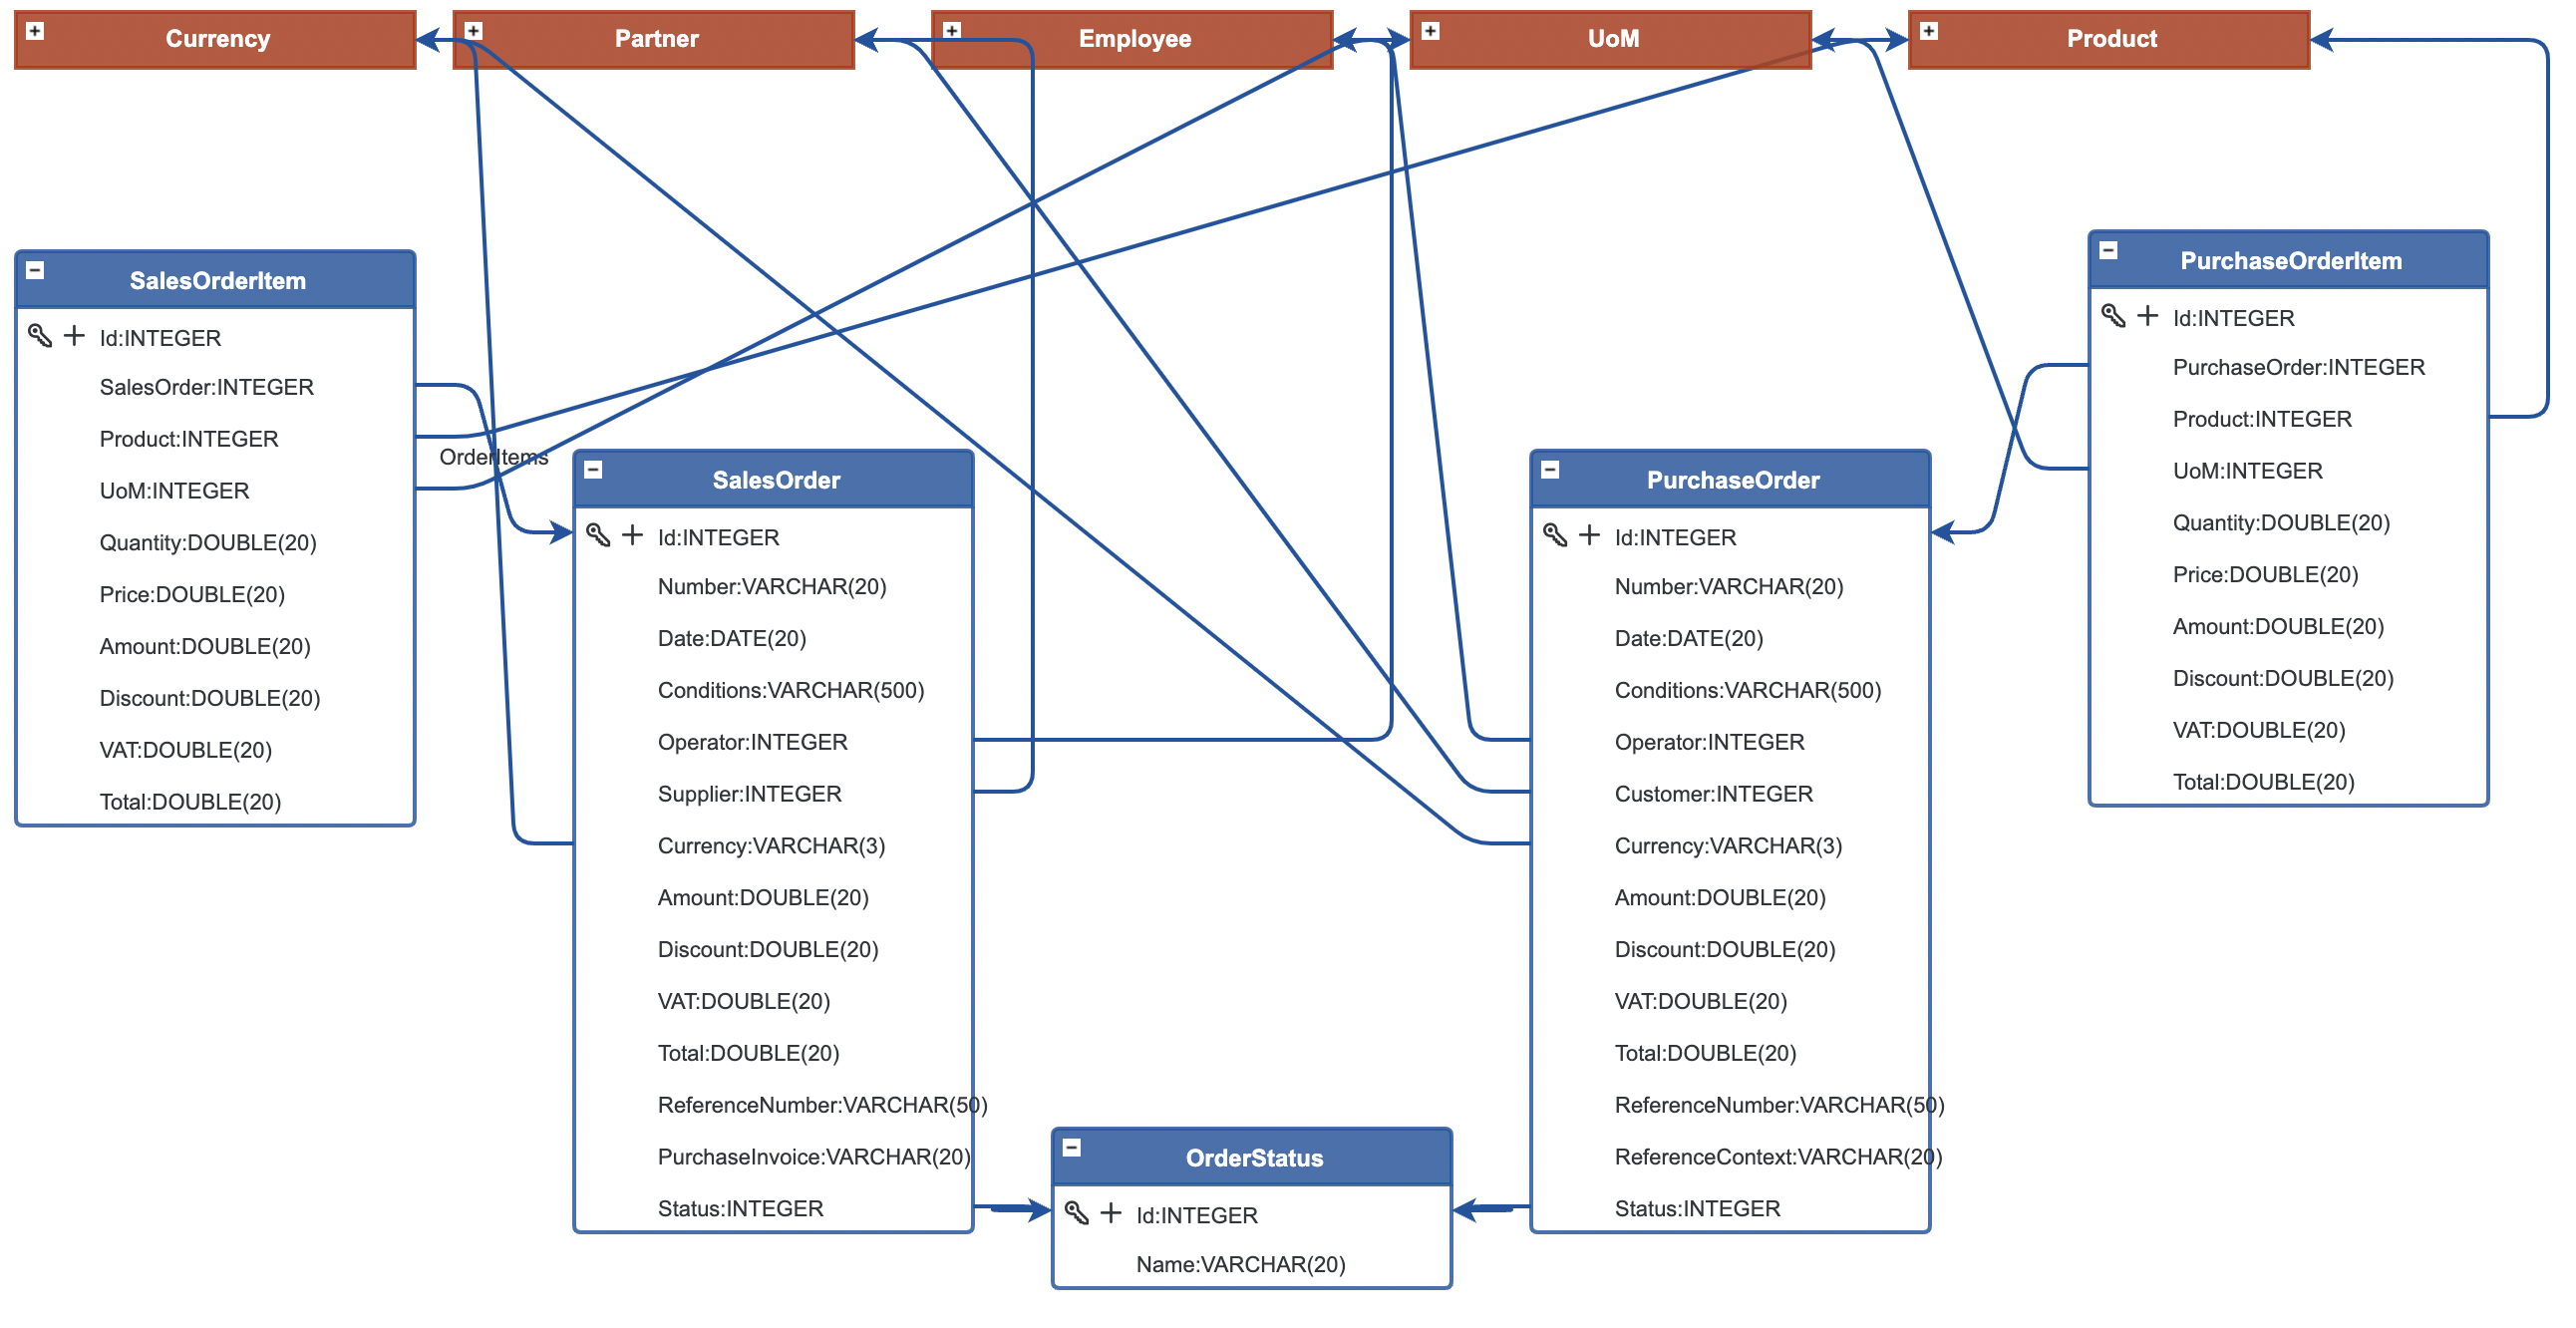 Currency
Partner
Employee
UoM
Product
SalesOrderItem
Id:INTEGER
SalesOrder:INTEGER
Product:INTEGER
UoM:INTEGER
Quantity:DOUBLE(20)
Price:DOUBLE(20)
Amount:DOUBLE(20)
Discount:DOUBLE(20)
VAT:DOUBLE(20)
Total:DOUBLE(20)
OrderItems
SalesOrder
Id:INTEGER
Number:VARCHAR(20)
Date:DATE(20)
Conditions:VARCHAR(500)
Operator:INTEGER
Supplier:INTEGER
Currency:VARCHAR(3)
Amount:DOUBLE(20)
Discount:DOUBLE(20)
VAT:DOUBLE(20)
Total:DOUBLE(20)
ReferenceNumber:VARCHAR(50)
PurchaseInvoice:VARCHAR(20)
Status:INTEGER
OrderStatus
Id:INTEGER
Name:VARCHAR(20)
PurchaseOrder
Id:INTEGER
Number:VARCHAR(20)
Date:DATE(20)
Conditions:VARCHAR(500)
Operator:INTEGER
Customer:INTEGER
Currency:VARCHAR(3)
Amount:DOUBLE(20)
Discount:DOUBLE(20)
VAT:DOUBLE(20)
Total:DOUBLE(20)
ReferenceNumber:VARCHAR(50)
ReferenceContext:VARCHAR(20)
Status:INTEGER
PurchaseOrderItem
Id:INTEGER
PurchaseOrder:INTEGER
Product:INTEGER
UoM:INTEGER
Quantity:DOUBLE(20)
Price:DOUBLE(20)
Amount:DOUBLE(20)
Discount:DOUBLE(20)
VAT:DOUBLE(20)
Total:DOUBLE(20)